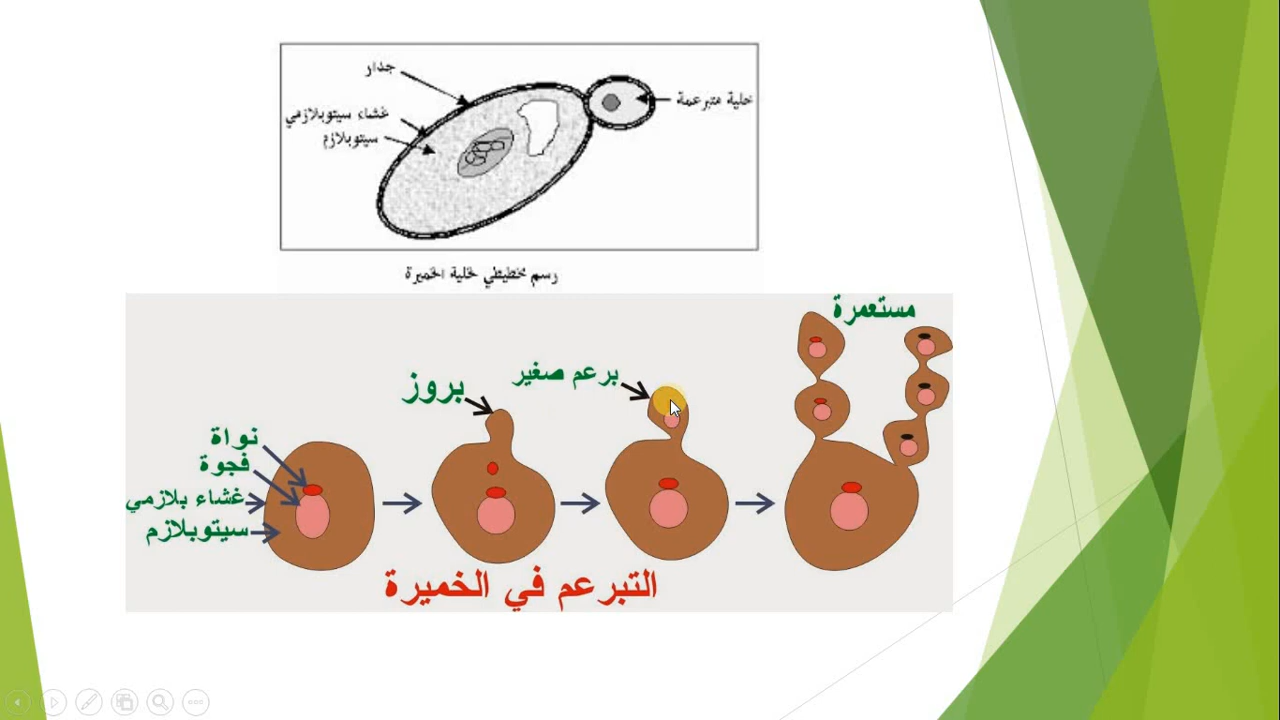 جدار
غشاء سيتوبلازمي
سيتوبلازم
خلية متبرعمة
رسم تخطيطي لخلية الخميرة
مستعمرة
برعم صغير
بروز
نواة
فجوة
غشاء بلازمي
سيتوبلازم
التبرعم في الخميرة